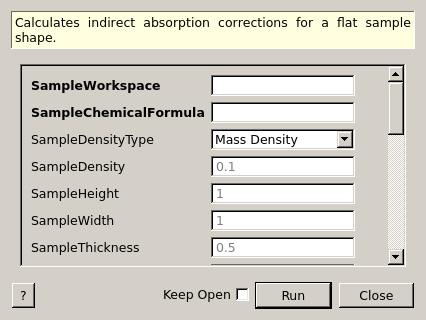 Calculates indirect absorption corrections for a flat sample
shape.
SampleWorkspace
SampleChemicalFormula
SampleDensityType Mass Density
SampleDensity 0.1
SampleHeight 1
SampleWidth 1
SampleThickness 0.5
? Keep Open Run Close